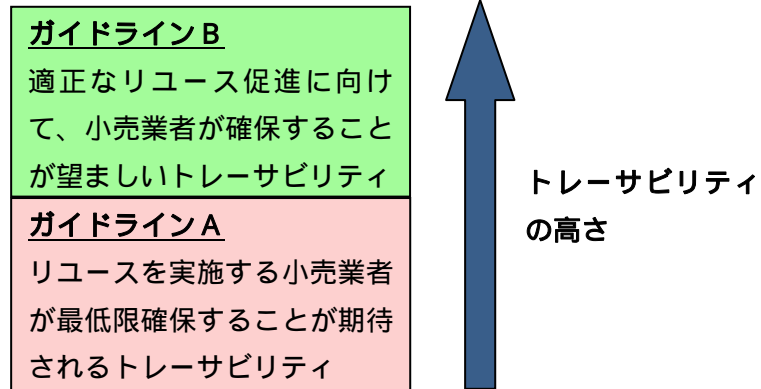 ガイドラインB
適正なリユース促進に向け
て、小売業者が確保すること
が望ましいトレーサビリティ
ガイドラインA
リユースを実施する小売業者
が最低限確保することが期待
されるトレーサビリティ
トレーサビリティ
の高さ